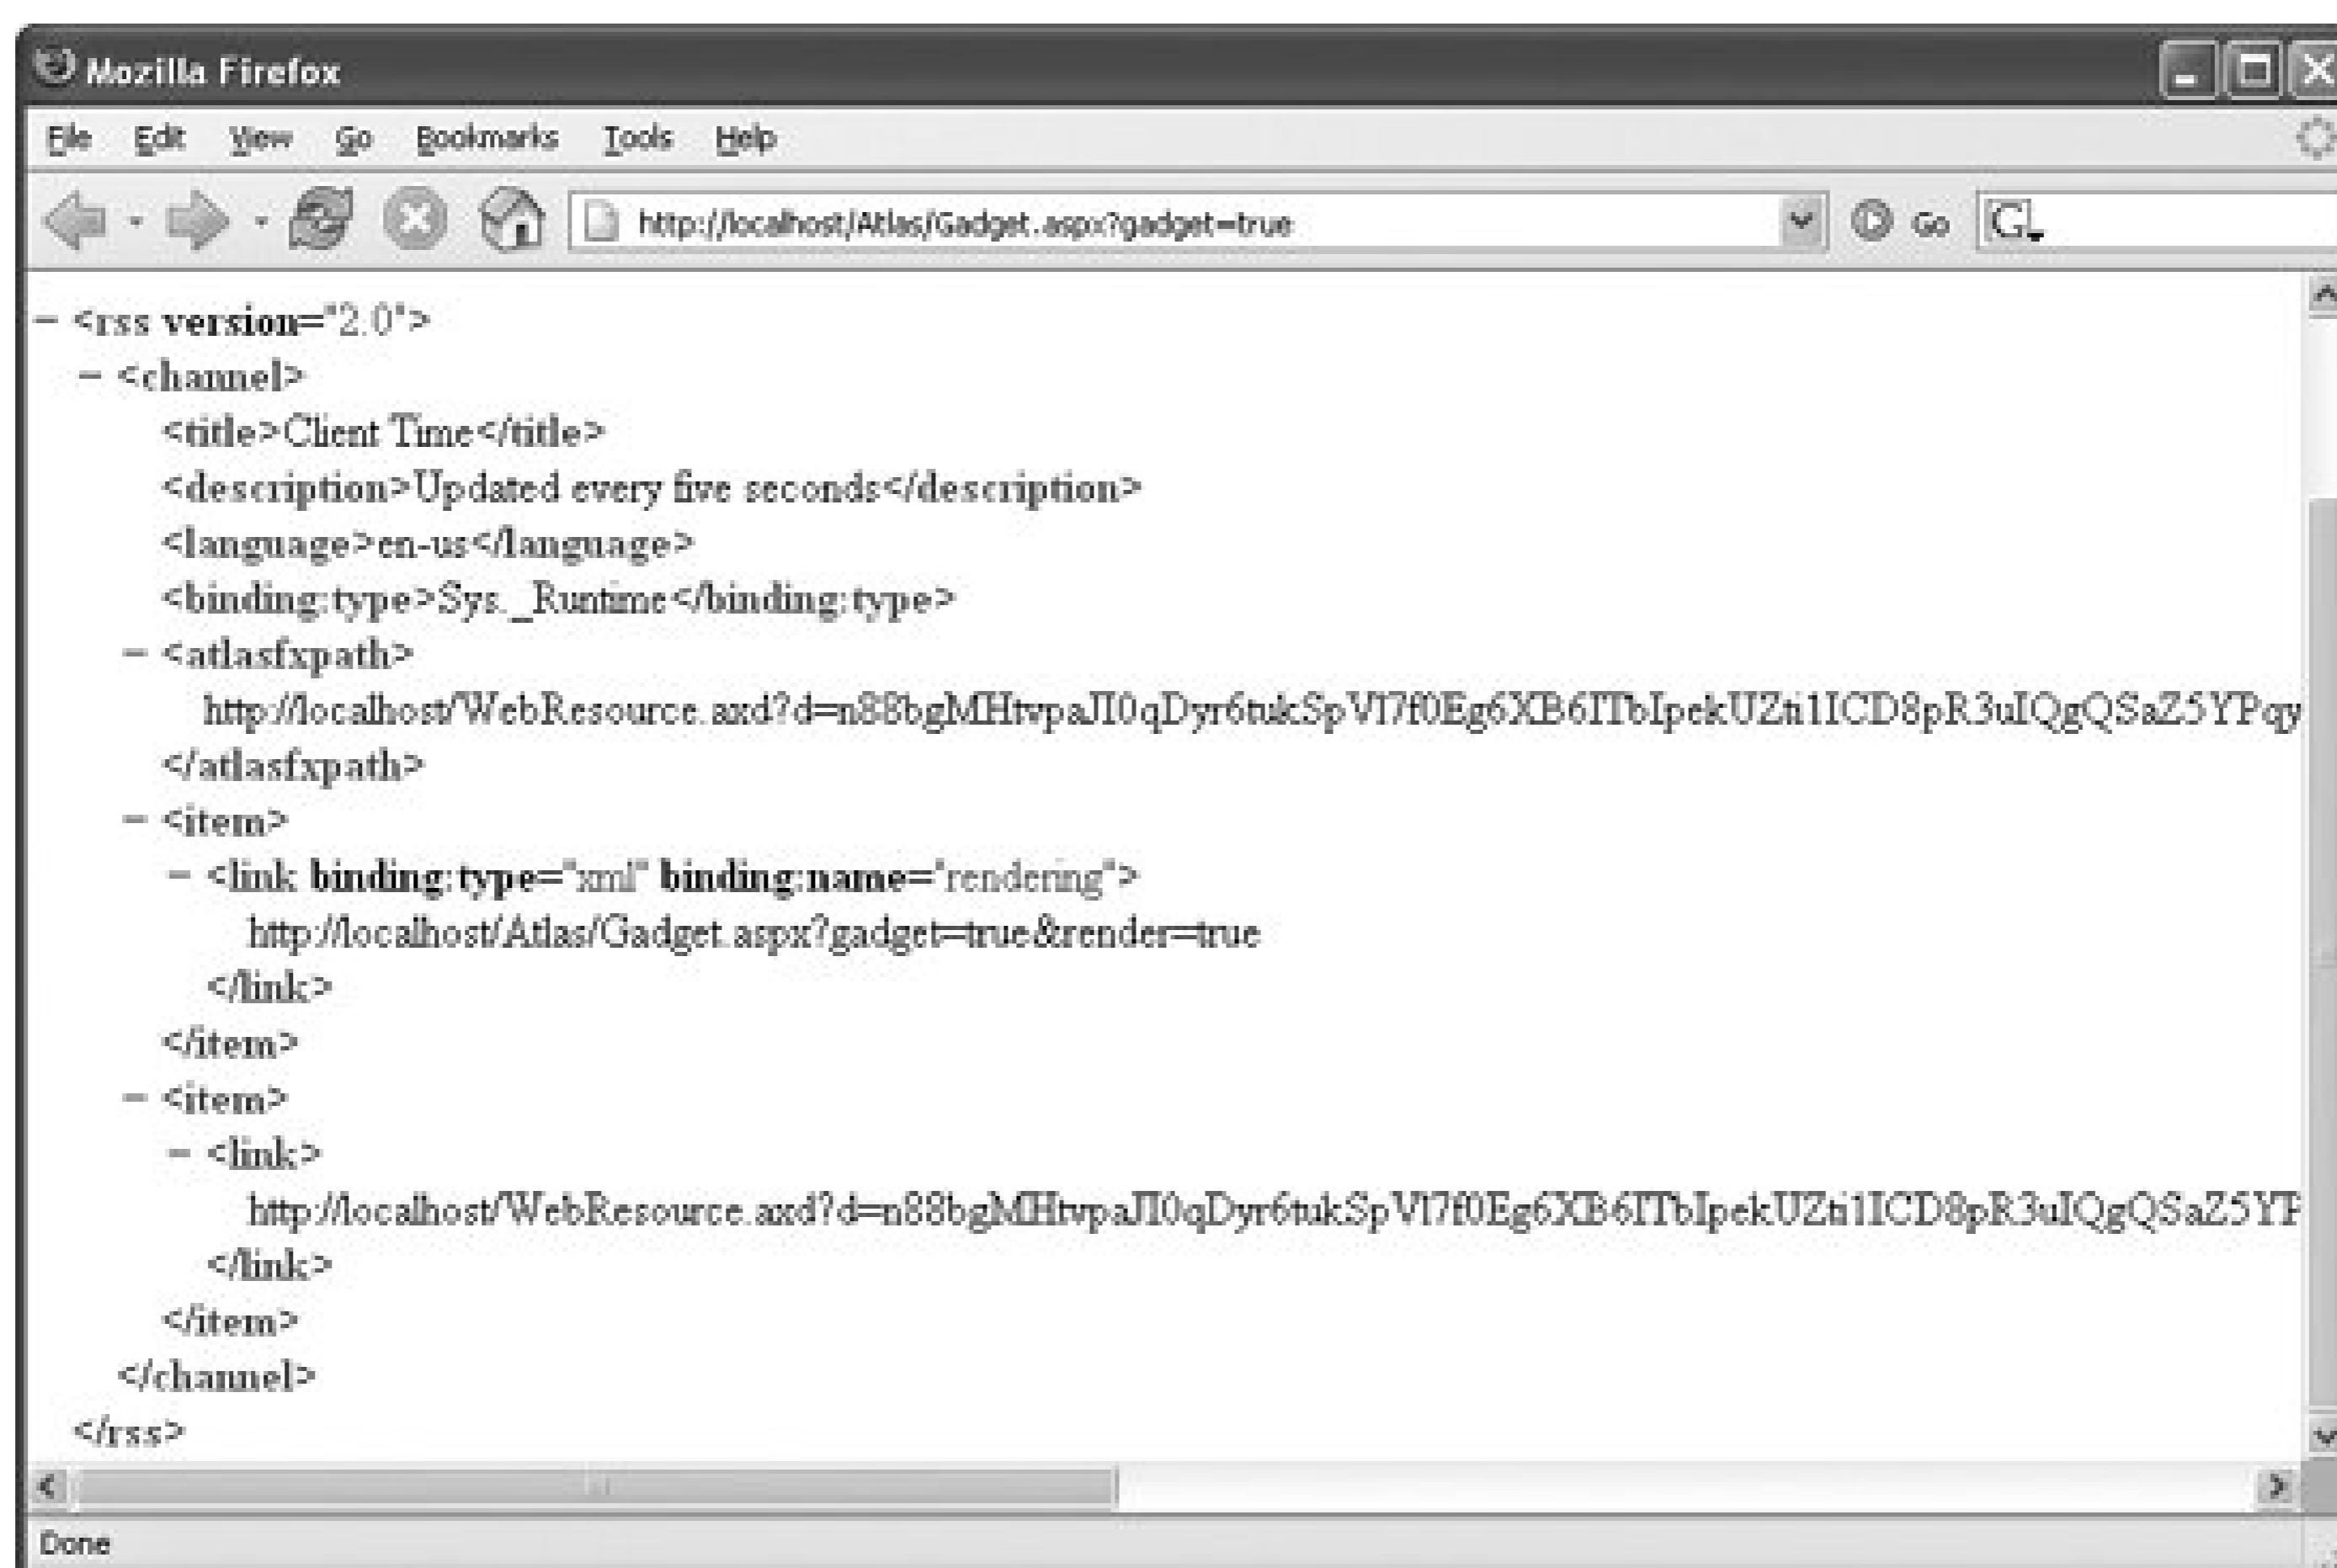 Mozilla Firefox
File Edit View Go Bookmarks Tools Help
http://localhost/Atlas/Gadget.aspx?gadget=true Go G
− <rss version="2.0">
− <channel>
<title>Client Time</title>
<description>Updated every five seconds</description>
<language>en-us</language>
<binding:type>Sys._Runtime</binding:type>
− <atlasfxpath>
http://localhost/WebResource.axd?d=n88bgMHtvpaJI0qDyr6tukSpVl7f0Eg6XB6ITbIpekUZti1ICD8pR3uIQgQSaZ5YPqy
</atlasfxpath>
− <item>
− <link binding:type="xml" binding:name="rendering">
http://localhost/Atlas/Gadget.aspx?gadget=true&render=true
</link>
</item>
− <item>
− <link>
http://localhost/WebResource.axd?d=n88bgMHtvpaJI0qDyr6tukSpVl7f0Eg6XB6ITbIpekUZti1ICD8pR3uIQgQSaZ5YP
</link>
</item>
</channel>
</rss>
Done